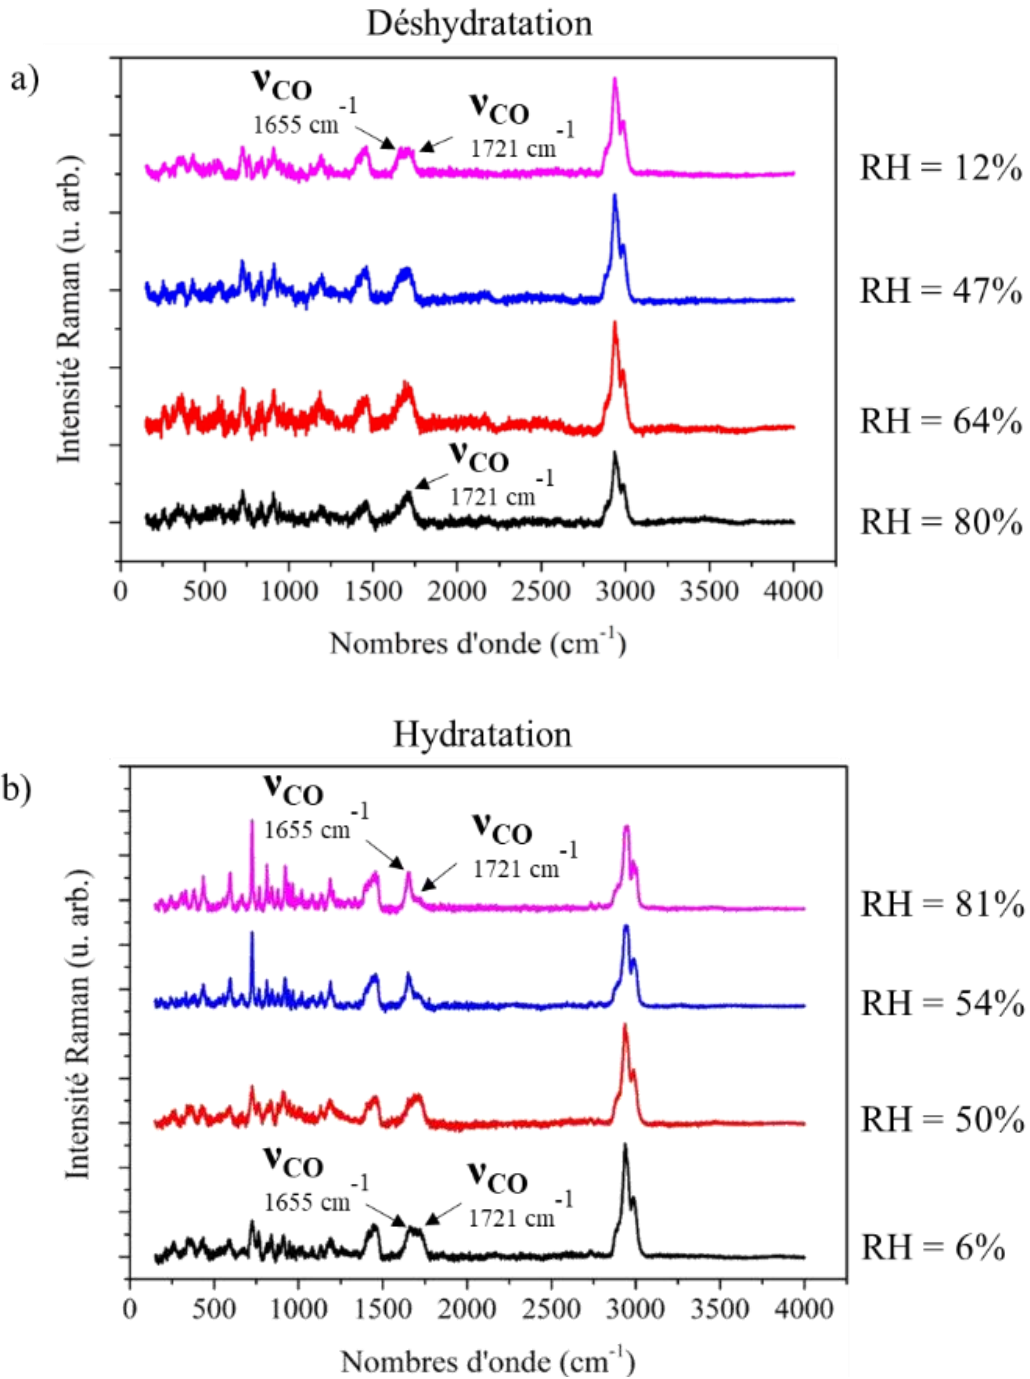 Déshydratation
a)
νCO
1655 cm-1
νCO
1721 cm-1
RH = 12%
RH = 47%
RH = 64%
νCO
1721 cm-1
RH = 80%
Intensité Raman (u. arb.)
0 500 1000 1500 2000 2500 3000 3500 4000
Nombres d'onde (cm-1)
Hydratation
b)
νCO
1655 cm-1
νCO
1721 cm-1
RH = 81%
RH = 54%
RH = 50%
νCO
1655 cm-1
νCO
1721 cm-1
RH = 6%
Intensité Raman (u. arb.)
0 500 1000 1500 2000 2500 3000 3500 4000
Nombres d'onde (cm-1)